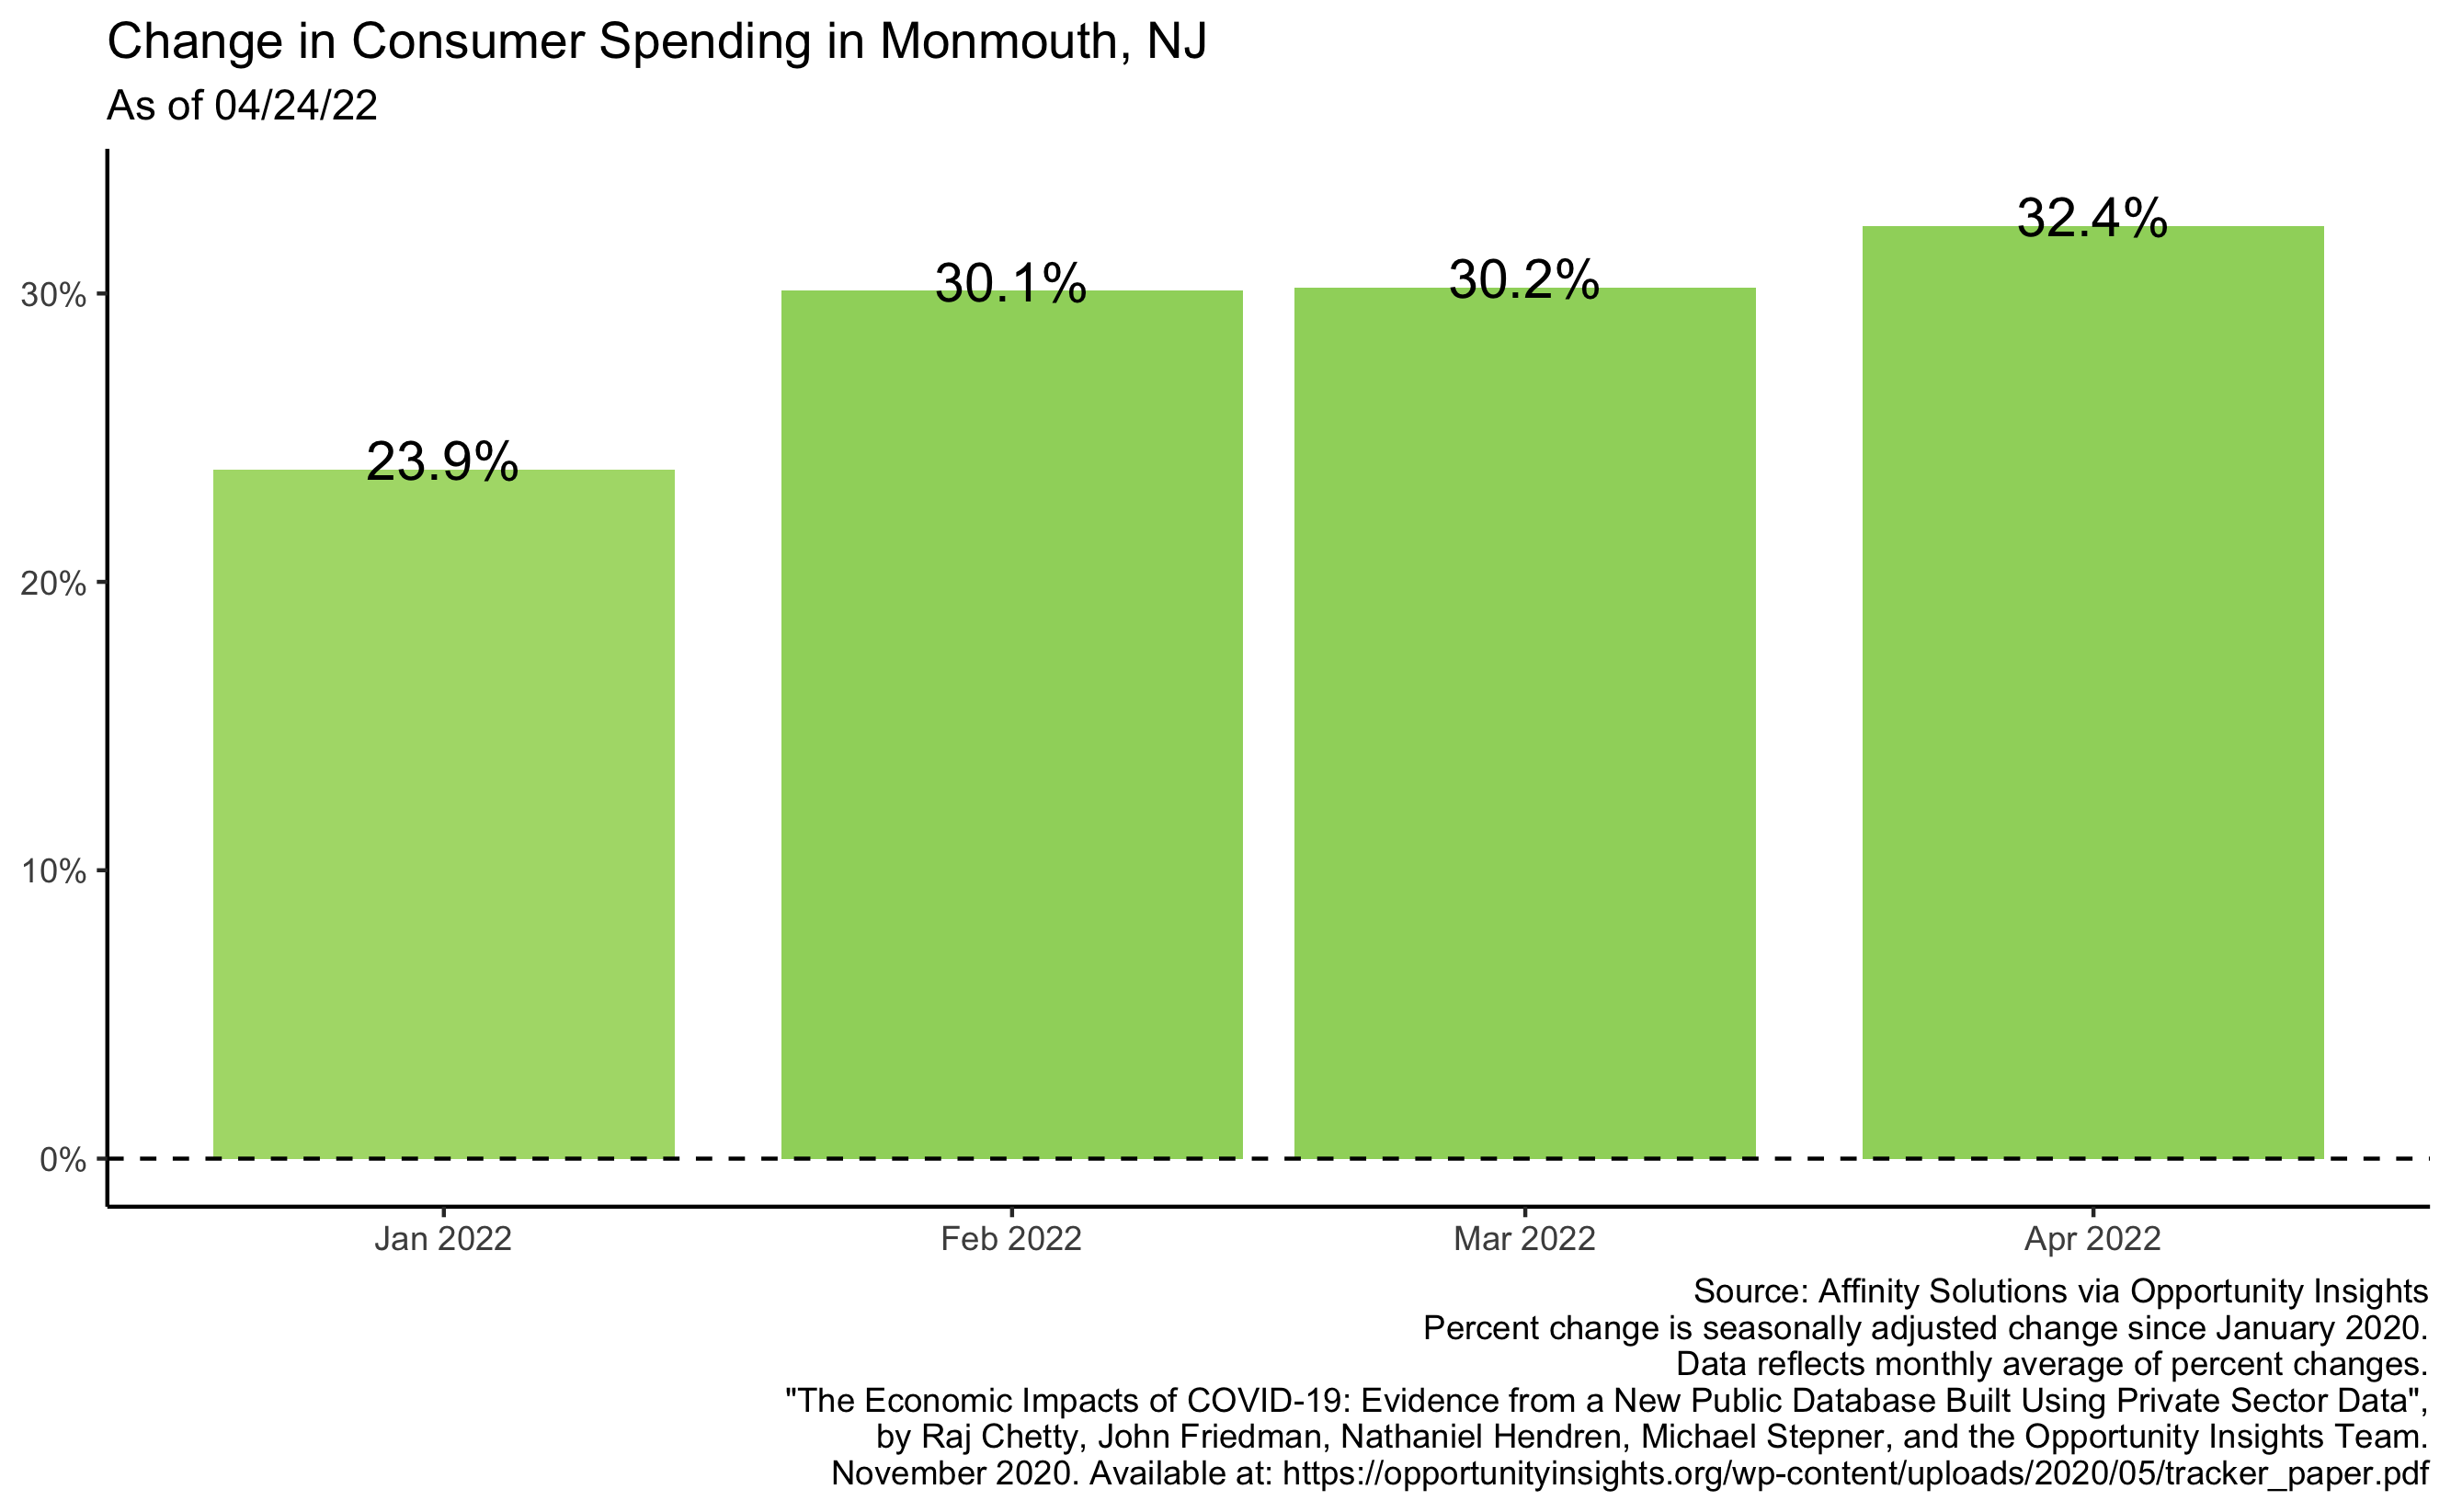 Change in Consumer Spending in Monmouth, NJ
As of 04/24/22
32.4%
30.1%
30.2%
30%
23.9%
20%
10%
0%
Jan 2022
Feb 2022
Mar 2022
Apr 2022
Source: Affinity Solutions via Opportunity Insights
Percent change is seasonally adjusted change since January 2020.
Data reflects monthly average of percent changes.
"The Economic Impacts of COVID-19: Evidence from a New Public Database Built Using Private Sector Data",
by Raj Chetty, John Friedman, Nathaniel Hendren, Michael Stepner, and the Opportunity Insights Team.
November 2020. Available at: https://opportunityinsights.org/wp-content/uploads/2020/05/tracker_paper.pdf